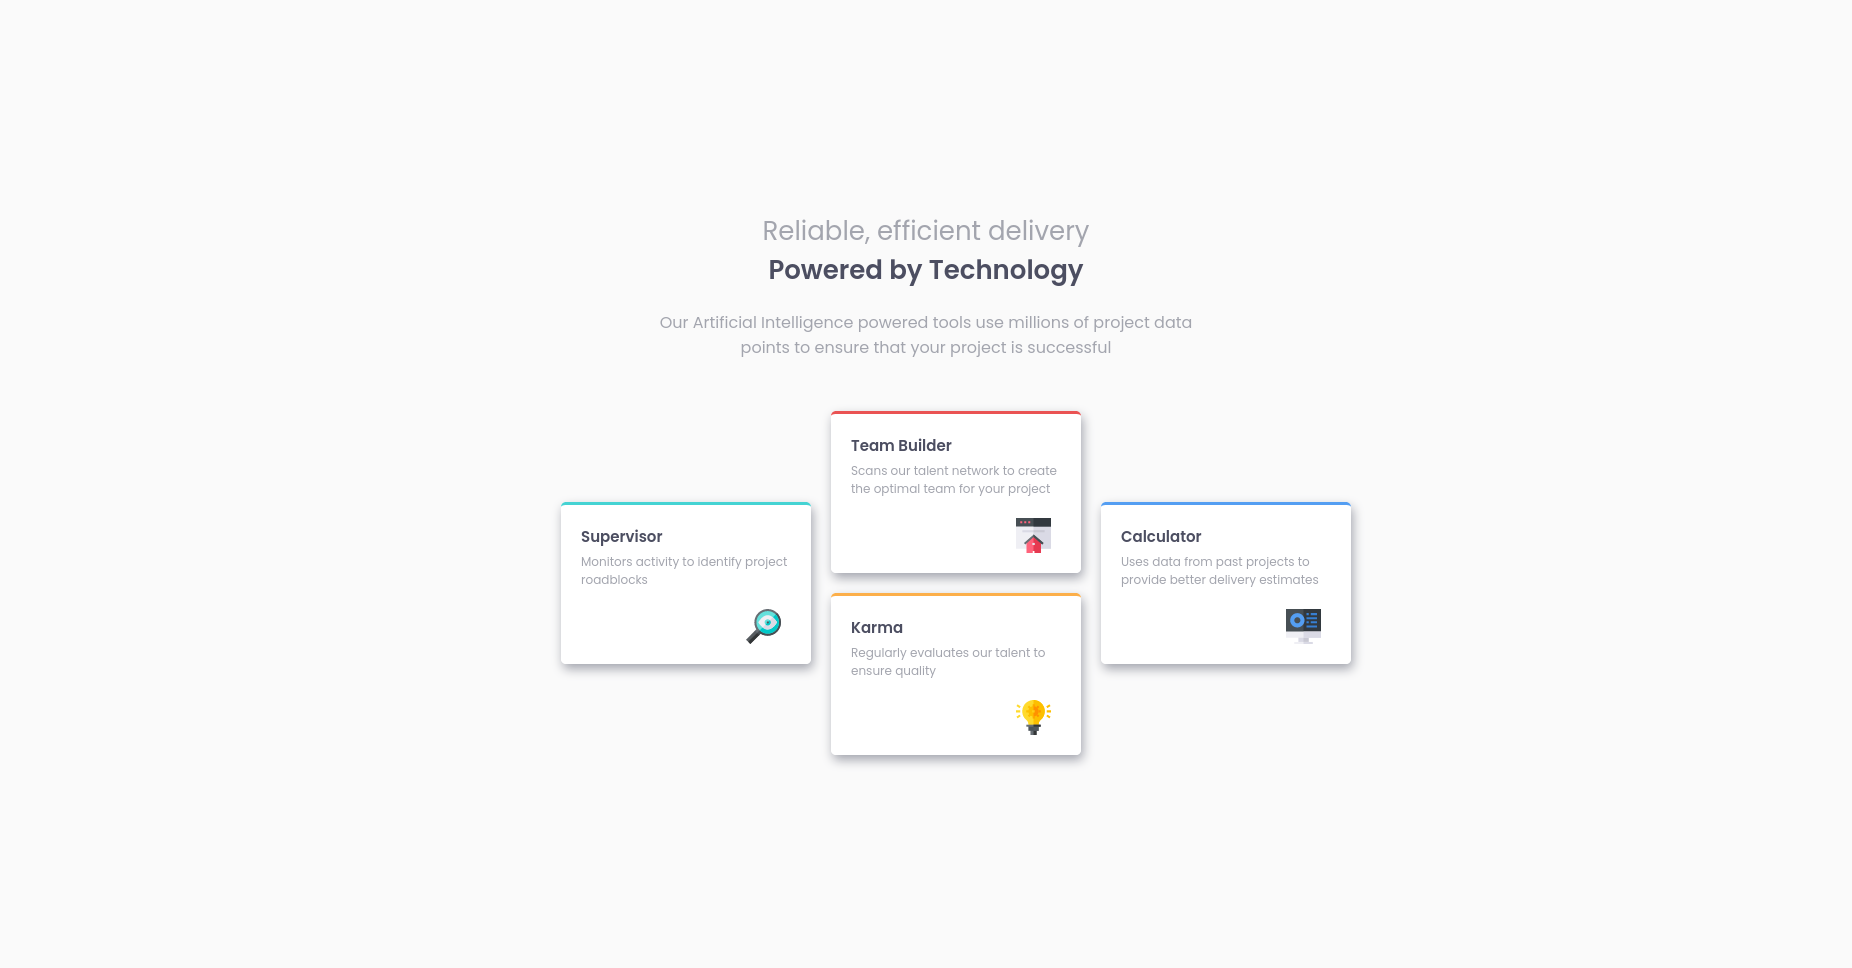 Reliable, efficient delivery
Powered by Technology
Our Artificial Intelligence powered tools use millions of project data
points to ensure that your project is successful
Team Builder
Scans our talent network to create
the optimal team for your project
Supervisor
Monitors activity to identify project
roadblocks
Calculator
Uses data from past projects to
provide better delivery estimates
Karma
Regularly evaluates our talent to
ensure quality